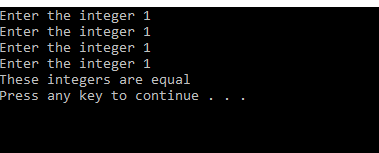 Enter the integer 1
Enter the integer 1
Enter the integer 1
Enter the integer 1
These integers are equal
Press any key to continue . . .